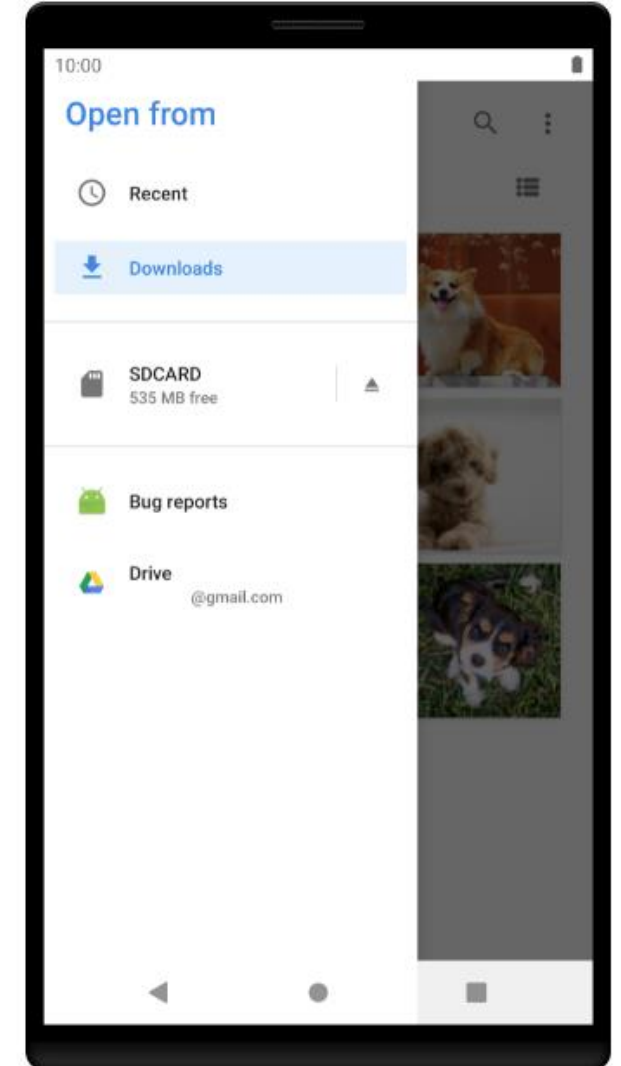 10:00
Open from
Recent
Downloads
SDCARD
535 MB free
Bug reports
Drive
@gmail.com